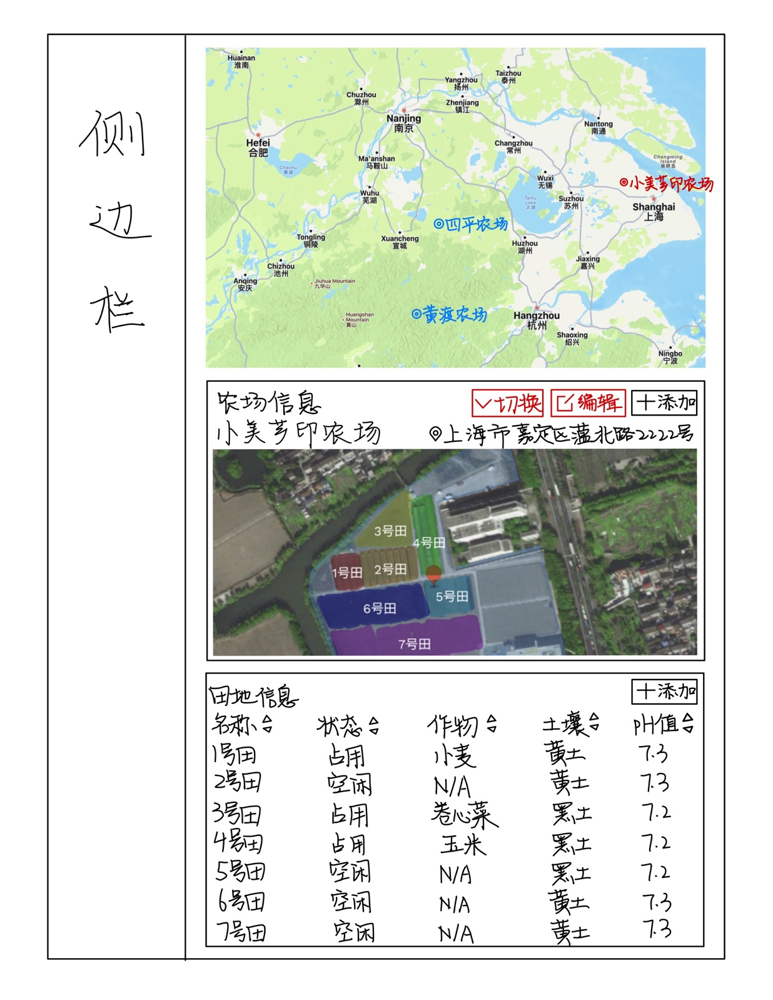 侧
边
栏
Huainan
淮南
Taizhou
泰州
Yangzhou
扬州
Chuzhou
滁州
Zhenjiang
镇江
Nanjing
南京
Nantong
南通
Hefei
合肥
Changzhou
常州
Ma'anshan
马鞍山
Chongming
Island
崇明岛
Chaohu
巢湖
Wuxi
无锡
小美萝印农场
Wuhu
芜湖
Taihu
Lake
太湖
Suzhou
苏州
Shanghai
上海
四平农场
Tongling
铜陵
Xuancheng
宣城
Huzhou
湖州
Jiaxing
嘉兴
Chizhou
池州
Anqing
安庆
Jiuhua Mountain
九华山
黄渡农场
Huangshan
Mountain
黄山
Hangzhou
杭州
Shaoxing
绍兴
Ningbo
宁波
农场信息 切换 编辑 +添加
小美萝印农场 上海市嘉定区蕰北路2222号
3号田
4号田
1号田 2号田
5号田
6号田
7号田
田地信息 +添加
名称 状态 作物 土壤 pH值
1号田 占用 小麦 黄土 7.3
2号田 空闲 N/A 黄土 7.3
3号田 占用 卷心菜 黑土 7.2
4号田 占用 玉米 黑土 7.2
5号田 空闲 N/A 黑土 7.2
6号田 空闲 N/A 黄土 7.3
7号田 空闲 N/A 黄土 7.3